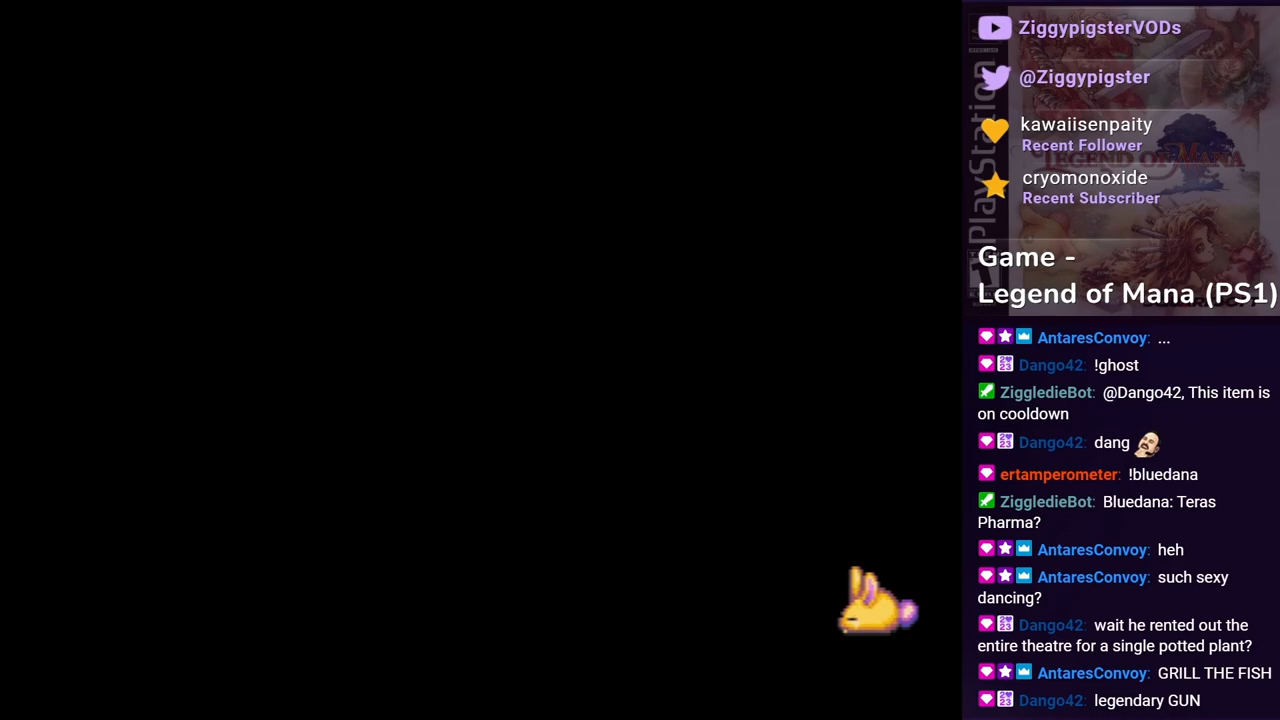 ZiggypigsterVODs
@Ziggypigster
kawaiisenpaity
Recent Follower
cryomonoxide
Recent Subscriber
PlayStation
LEGEND OF MANA
Game -
Legend of Mana (PS1)
AntaresConvoy: ...
Dango42: !ghost
ZiggledieBot: @Dango42, This item is
on cooldown
Dango42: dang
ertamperometer: !bluedana
ZiggledieBot: Bluedana: Teras
Pharma?
AntaresConvoy: heh
AntaresConvoy: such sexy
dancing?
Dango42: wait he rented out the
entire theatre for a single potted plant?
AntaresConvoy: GRILL THE FISH
Dango42: legendary GUN